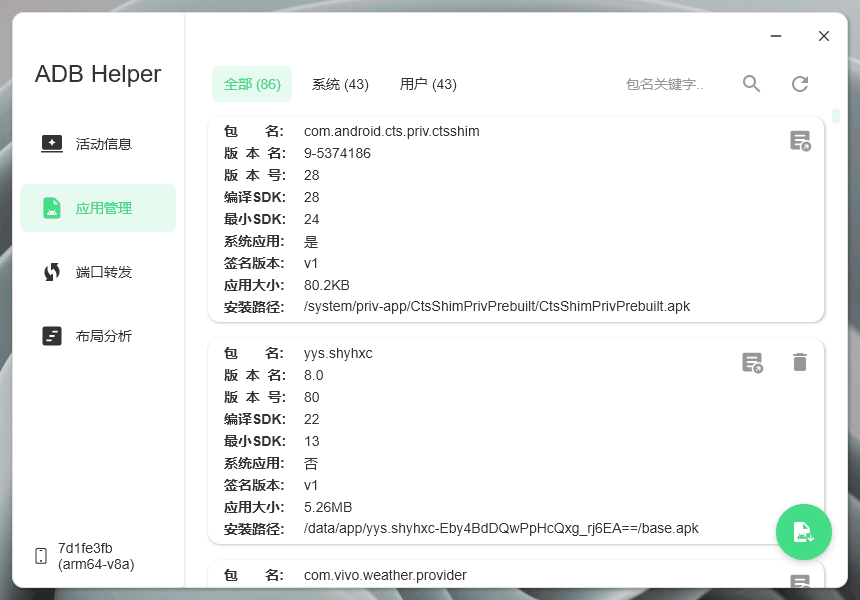 ADB Helper
活动信息
应用管理
端口转发
布局分析
7d1fe3fb
(arm64-v8a)
全部 (86) 系统 (43) 用户 (43) 包名关键字..
包 名: com.android.cts.priv.ctsshim
版 本 名: 9-5374186
版 本 号: 28
编译SDK: 28
最小SDK: 24
系统应用: 是
签名版本: v1
应用大小: 80.2KB
安装路径: /system/priv-app/CtsShimPrivPrebuilt/CtsShimPrivPrebuilt.apk
包 名: yys.shyhxc
版 本 名: 8.0
版 本 号: 80
编译SDK: 22
最小SDK: 13
系统应用: 否
签名版本: v1
应用大小: 5.26MB
安装路径: /data/app/yys.shyhxc-Eby4BdDQwPpHcQxg_rj6EA==/base.apk
包 名: com.vivo.weather.provider